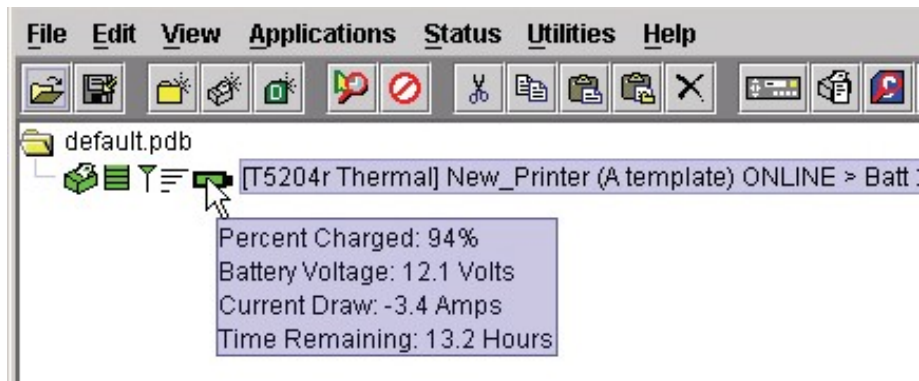 File Edit View Applications Status Utilities Help
default.pdb
[T5204r Thermal] New_Printer (A template) ONLINE > Batt
Percent Charged: 94%
Battery Voltage: 12.1 Volts
Current Draw: -3.4 Amps
Time Remaining: 13.2 Hours